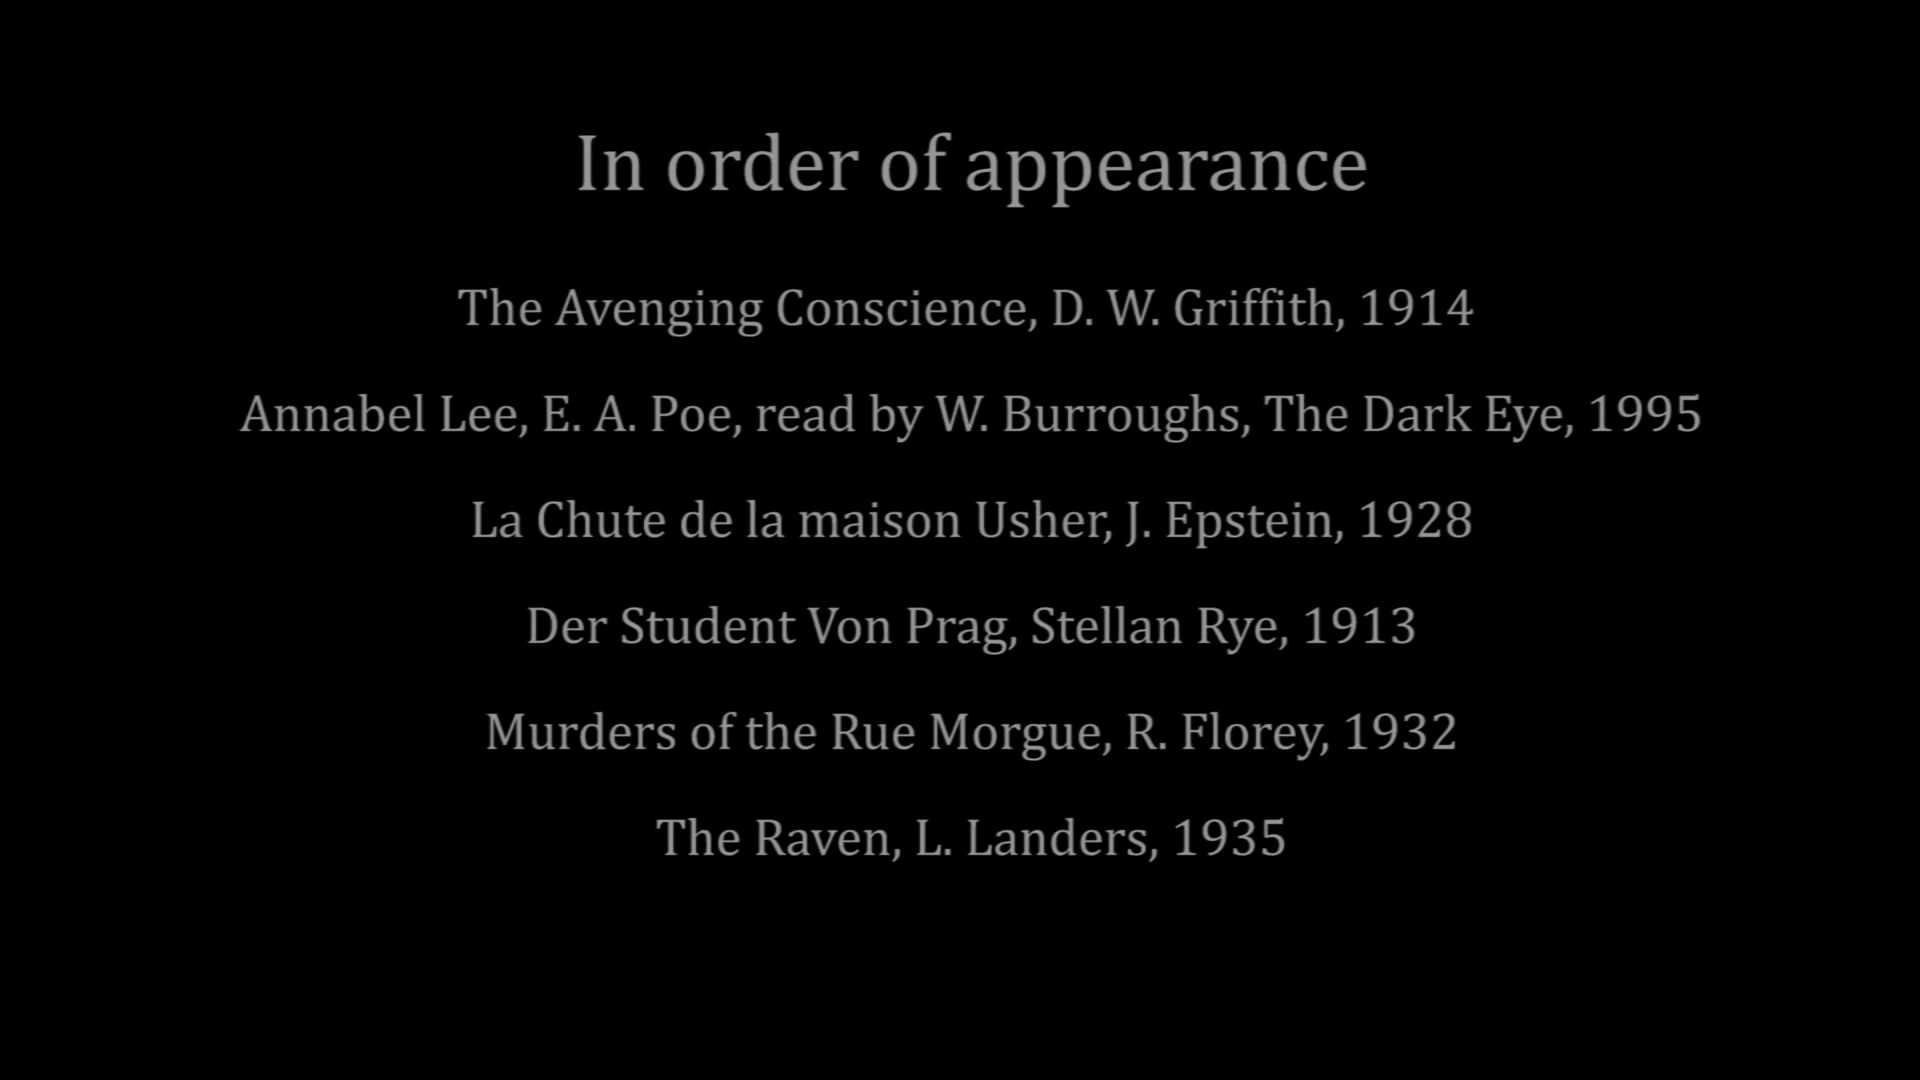 In order of appearance
The Avenging Conscience, D. W. Griffith, 1914
Annabel Lee, E. A. Poe, read by W. Burroughs, The Dark Eye, 1995
La Chute de la maison Usher, J. Epstein, 1928
Der Student Von Prag, Stellan Rye, 1913
Murders of the Rue Morgue, R. Florey, 1932
The Raven, L. Landers, 1935